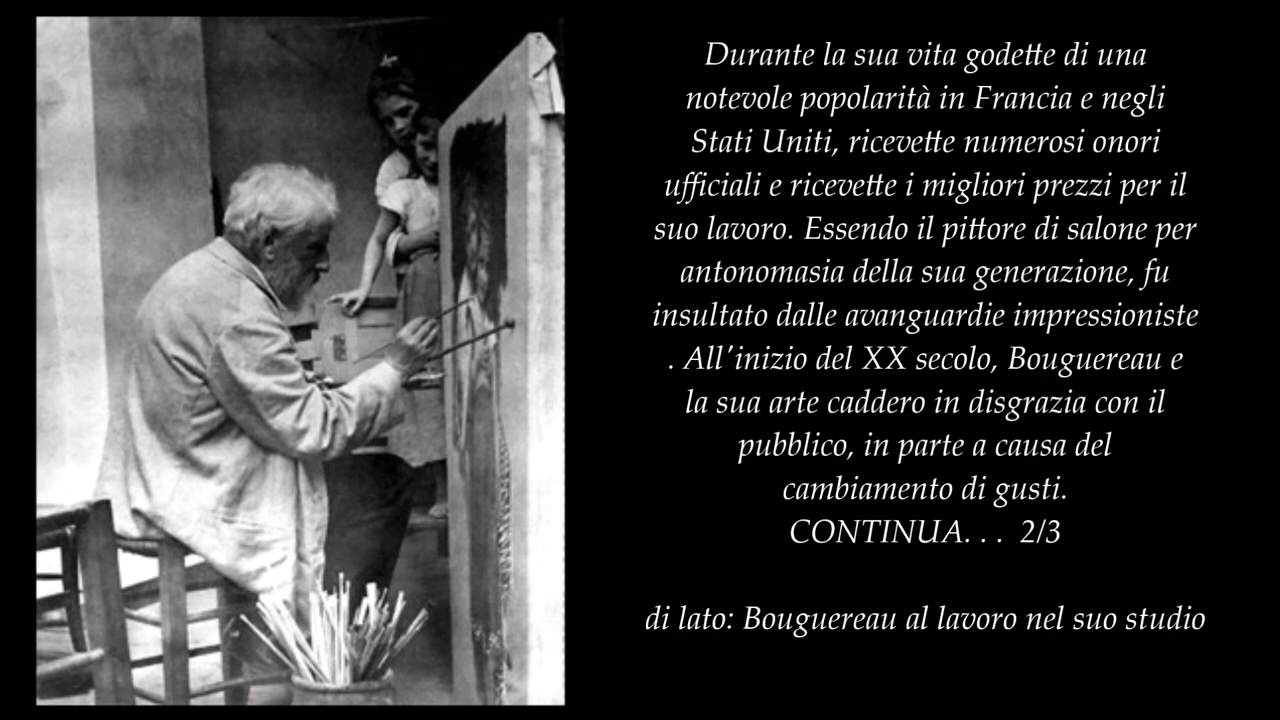 Durante la sua vita godette di una
notevole popolarità in Francia e negli
Stati Uniti, ricevette numerosi onori
ufficiali e ricevette i migliori prezzi per il
suo lavoro. Essendo il pittore di salone per
antonomasia della sua generazione, fu
insultato dalle avanguardie impressioniste
. All'inizio del XX secolo, Bouguereau e
la sua arte caddero in disgrazia con il
pubblico, in parte a causa del
cambiamento di gusti.
CONTINUA. . .  2/3
di lato: Bouguereau al lavoro nel suo studio